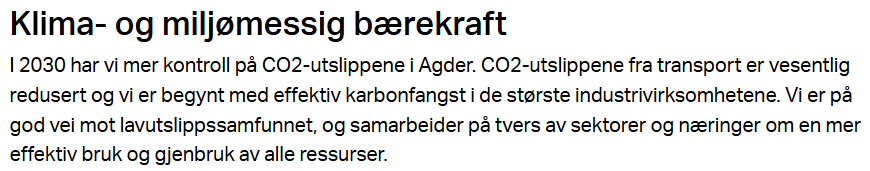 Klima- og miljømessig bærekraft
I 2030 har vi mer kontroll på CO2-utslippene i Agder. CO2-utslippene fra transport er vesentlig
redusert og vi er begynt med effektiv karbonfangst i de største industrivirksomhetene. Vi er på
god vei mot lavutslippssamfunnet, og samarbeider på tvers av sektorer og næringer om en mer
effektiv bruk og gjenbruk av alle ressurser.